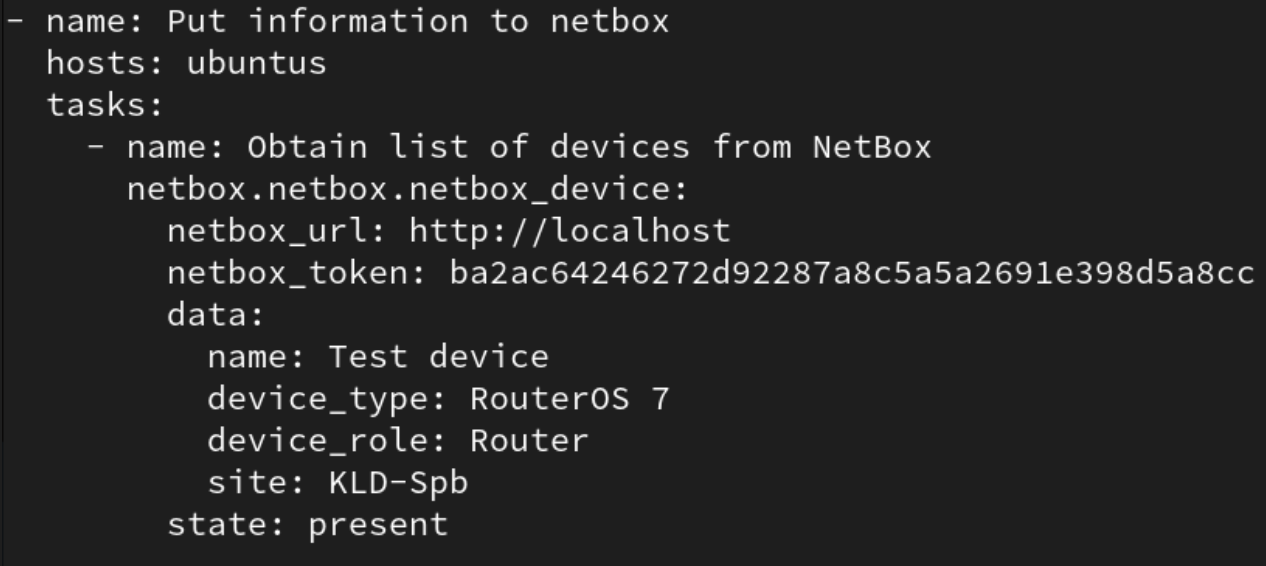 - name: Put information to netbox
  hosts: ubuntus
  tasks:
    - name: Obtain list of devices from NetBox
      netbox.netbox.netbox_device:
        netbox_url: http://localhost
        netbox_token: ba2ac64246272d92287a8c5a5a2691e398d5a8cc
        data:
          name: Test device
          device_type: RouterOS 7
          device_role: Router
          site: KLD-Spb
        state: present